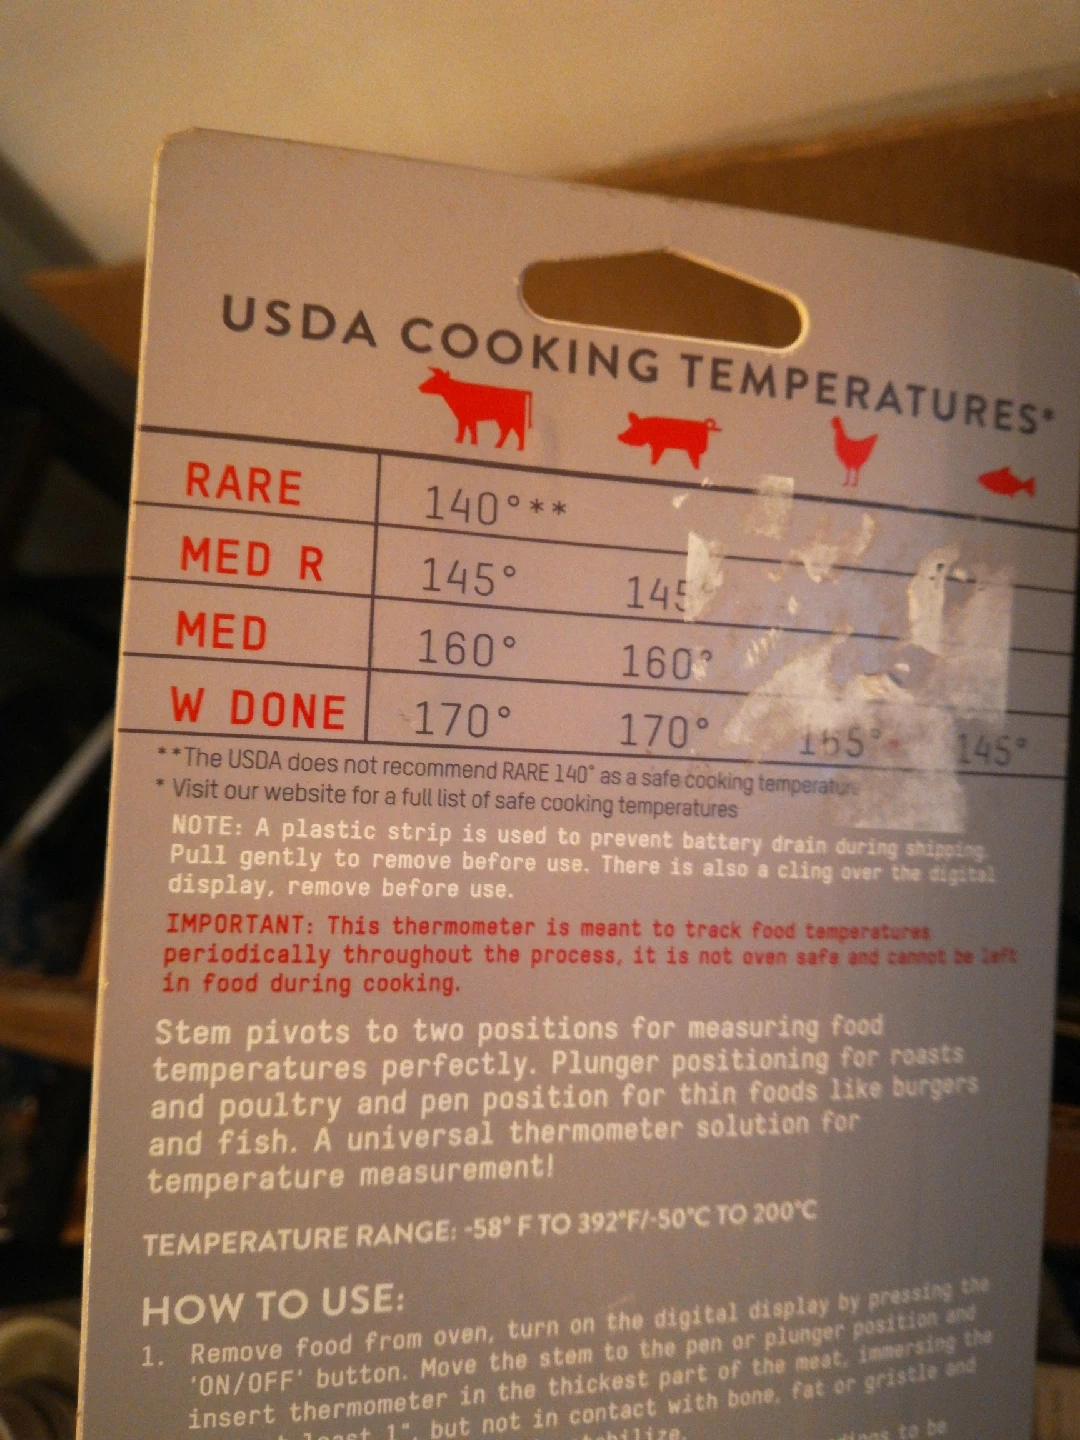 USDA COOKING TEMPERATURES*
RARE 140°**
MED R 145° 145
MED 160° 160°
W DONE 170° 170° 165° 145°
**The USDA does not recommend RARE 140° as a safe cooking temperature
* Visit our website for a full list of safe cooking temperatures
NOTE: A plastic strip is used to prevent battery drain during shipping.
Pull gently to remove before use. There is also a cling over the digital
display, remove before use.
IMPORTANT: This thermometer is meant to track food temperatures
periodically throughout the process, it is not oven safe and cannot be left
in food during cooking.
Stem pivots to two positions for measuring food
temperatures perfectly. Plunger positioning for roasts
and poultry and pen position for thin foods like burgers
and fish. A universal thermometer solution for
temperature measurement!
TEMPERATURE RANGE: -58° F TO 392°F/-50°C TO 200°C
HOW TO USE:
1. Remove food from oven, turn on the digital display by pressing the
'ON/OFF' button. Move the stem to the pen or plunger position and
insert thermometer in the thickest part of the meat, immersing the
least 1", but not in contact with bone, fat or gristle and
to be